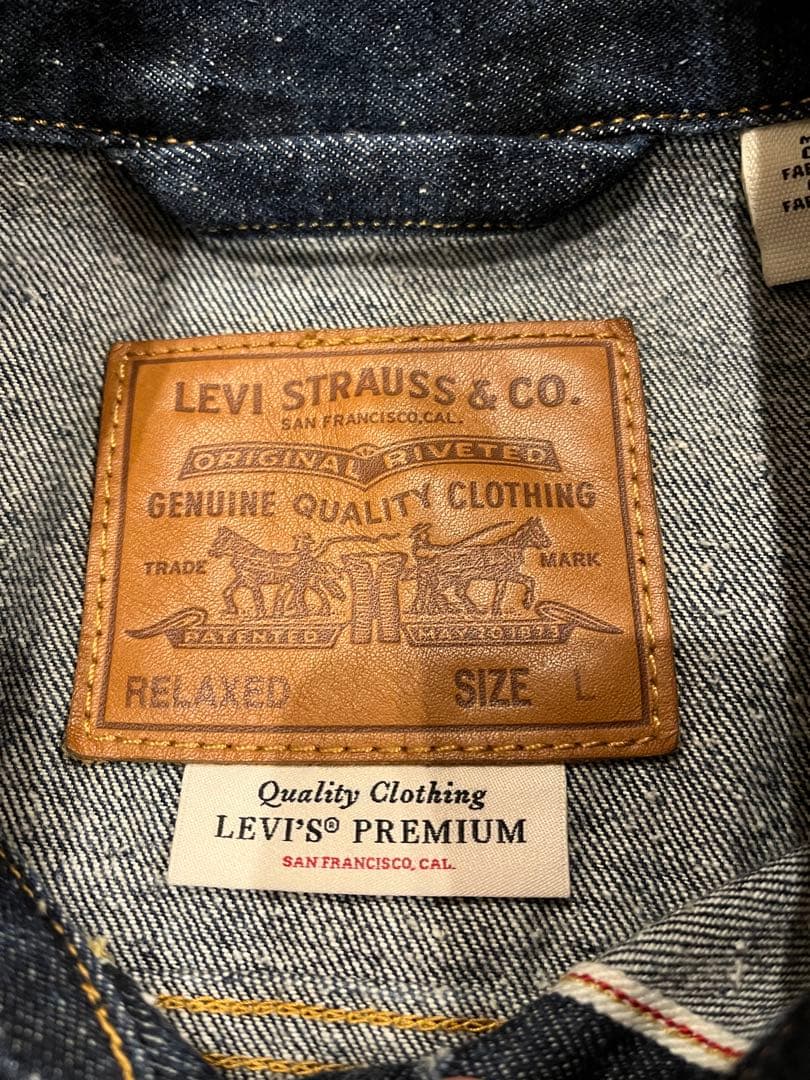 LEVI STRAUSS & CO.
SAN FRANCISCO, CAL.
ORIGINAL RIVETED
GENUINE QUALITY CLOTHING
TRADE MARK
PATENTED MAY 20 1873
RELAXED SIZE L
Quality Clothing
LEVI'S® PREMIUM
SAN FRANCISCO, CAL.